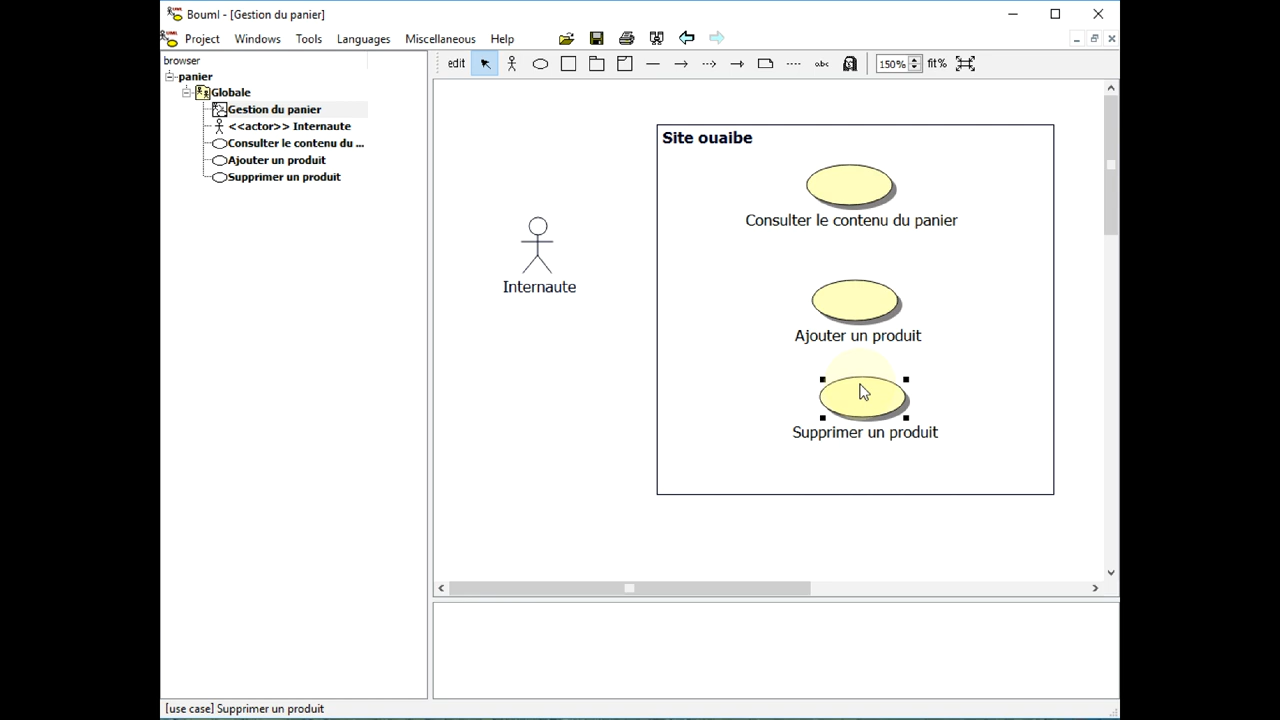 Bouml - [Gestion du panier]
Project Windows Tools Languages Miscellaneous Help
browser
edit 150% fit%
panier
Globale
Gestion du panier
<<actor>> Internaute
Consulter le contenu du ...
Ajouter un produit
Supprimer un produit
Site ouaibe
Consulter le contenu du panier
Internaute
Ajouter un produit
Supprimer un produit
[use case] Supprimer un produit